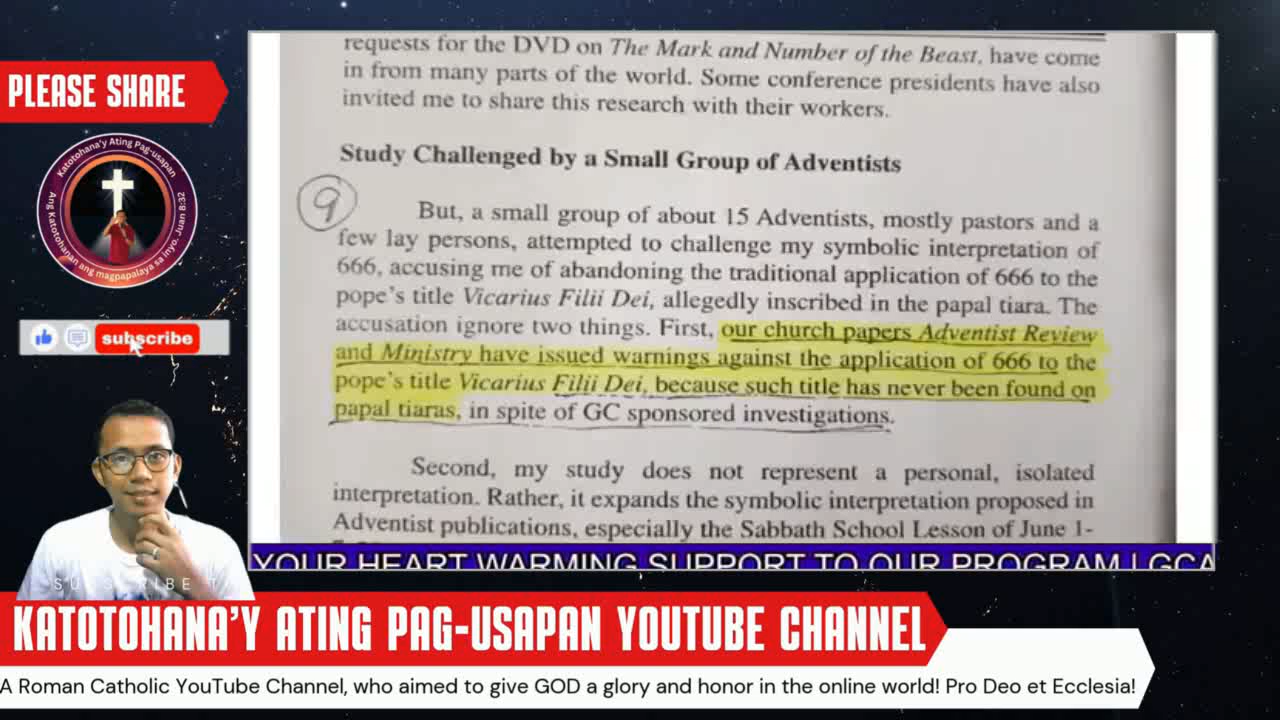 PLEASE SHARE
Katotohana'y Ating Pag-usapan
Ang Katotohanan ang magpapalaya sa inyo. Juan 8:32
subscribe
requests for the DVD on The Mark and Number of the Beast, have come
in from many parts of the world. Some conference presidents have also
invited me to share this research with their workers.
Study Challenged by a Small Group of Adventists
9
But, a small group of about 15 Adventists, mostly pastors and a
few lay persons, attempted to challenge my symbolic interpretation of
666, accusing me of abandoning the traditional application of 666 to the
pope's title Vicarius Filii Dei, allegedly inscribed in the papal tiara. The
accusation ignore two things. First, our church papers Adventist Review
and Ministry have issued warnings against the application of 666 to the
pope's title Vicarius Filii Dei, because such title has never been found on
papal tiaras, in spite of GC sponsored investigations.
Second, my study does not represent a personal, isolated
interpretation. Rather, it expands the symbolic interpretation proposed in
Adventist publications, especially the Sabbath School Lesson of June 1-
YOUR HEART WARMING SUPPORT TO OUR PROGRAM
KATOTOHANA'Y ATING PAG-USAPAN YOUTUBE CHANNEL
A Roman Catholic YouTube Channel, who aimed to give GOD a glory and honor in the online world! Pro Deo et Ecclesia!